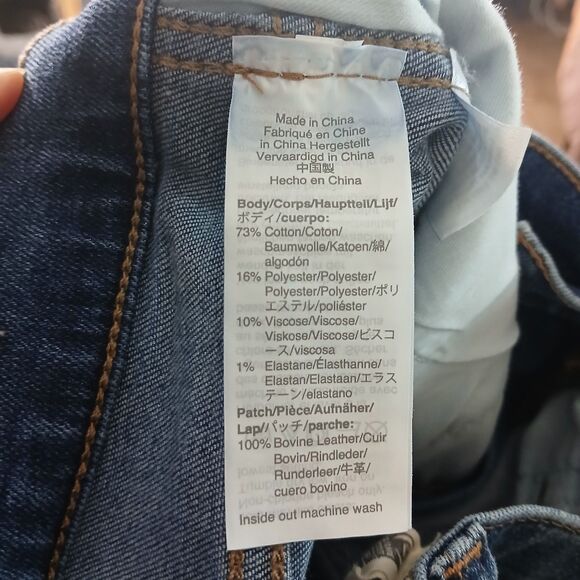 Made in China
Fabriqué en Chine
in China Hergestellt
Vervaardigd in China
中国製
Hecho en China
Body/Corps/Hauptteil/Lijf/
ボディ/cuerpo:
73% Cotton/Coton/
Baumwolle/Katoen/綿/
algodón
16% Polyester/Polyester/
Polyester/Polyester/ポリ
エステル/poliéster
10% Viscose/Viscose/
Viskose/Viscose/ビスコ
ース/viscosa
1% Elastane/Élasthanne/
Elastan/Elastaan/エラス
テーン/elastano
Patch/Pièce/Aufnäher/
Lap/パッチ/parche:
100% Bovine Leather/Cuir
Bovin/Rindleder/
Runderleer/牛革/
cuero bovino
Inside out machine wash